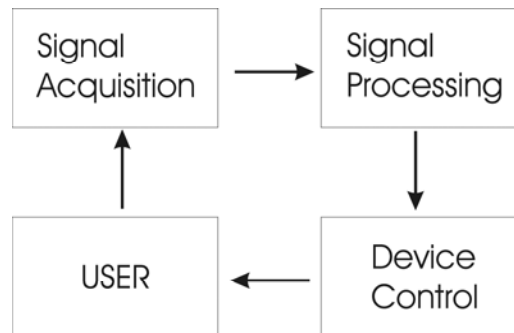 Signal
Acquisition
Signal
Processing
USER
Device
Control